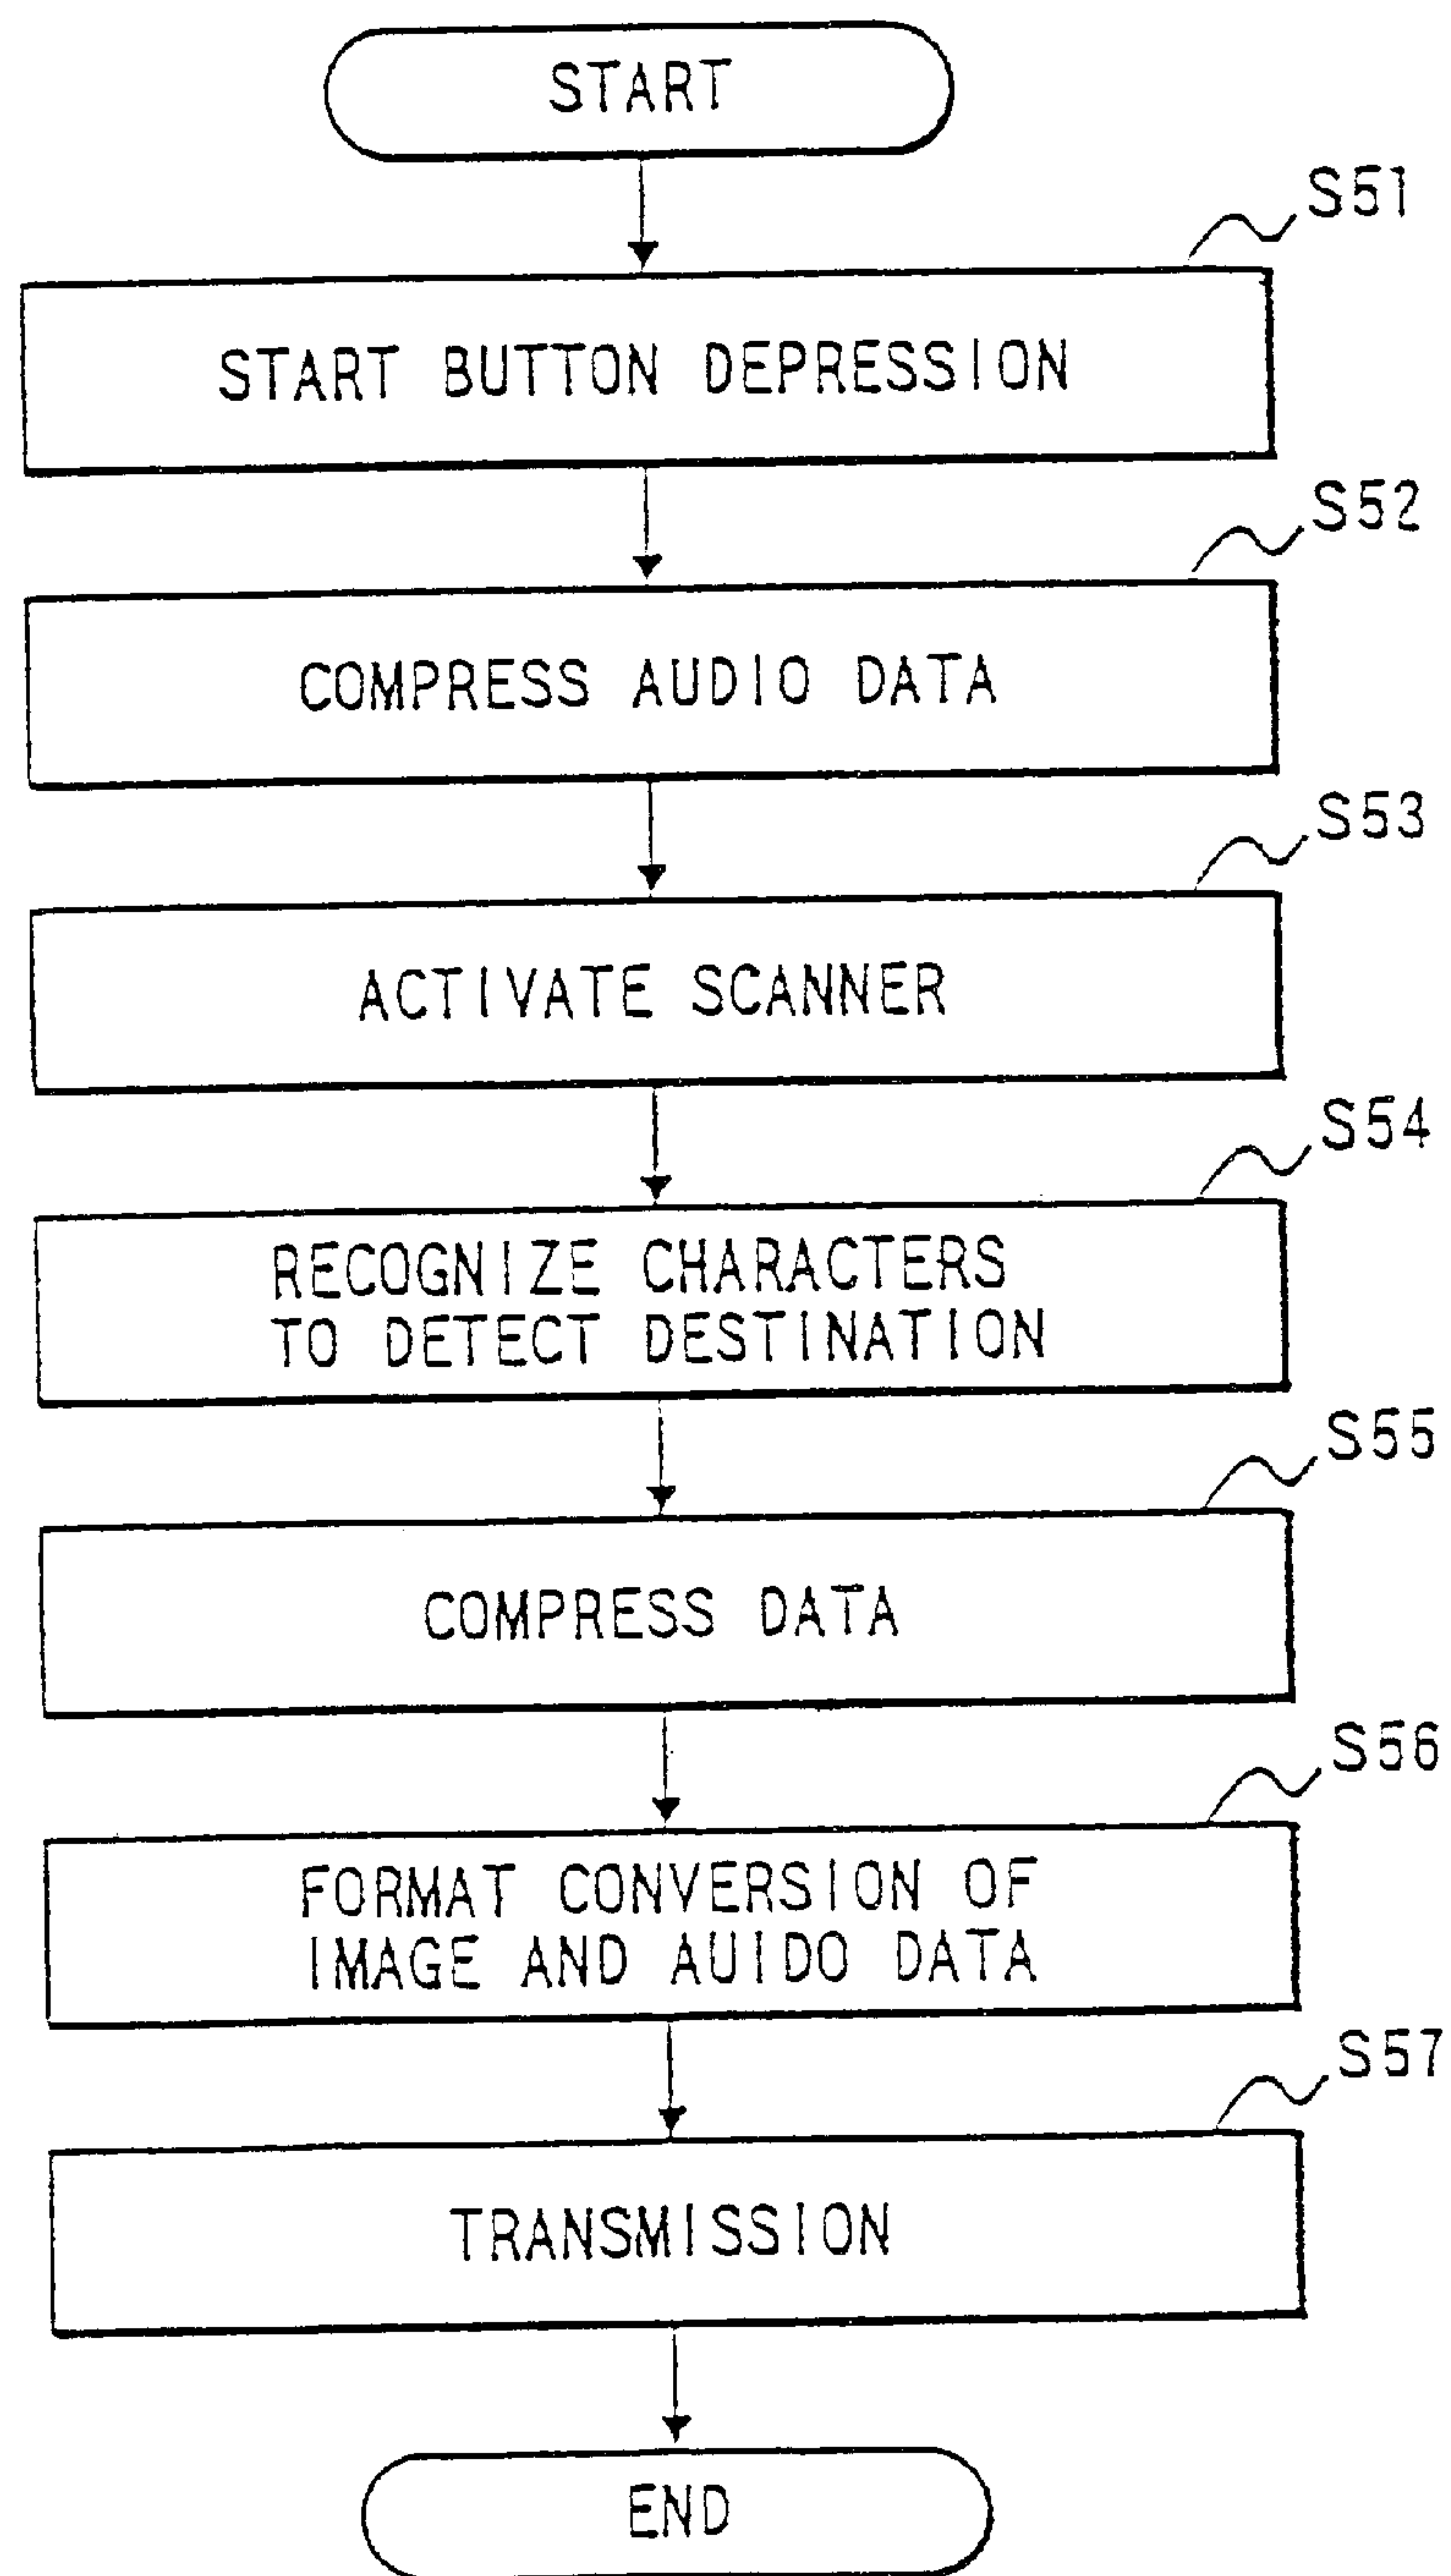 START
S51
START BUTTON DEPRESSION
S52
COMPRESS AUDIO DATA
S53
ACTIVATE SCANNER
S54
RECOGNIZE CHARACTERS
TO DETECT DESTINATION
S55
COMPRESS DATA
S56
FORMAT CONVERSION OF
IMAGE AND AUIDO DATA
S57
TRANSMISSION
END